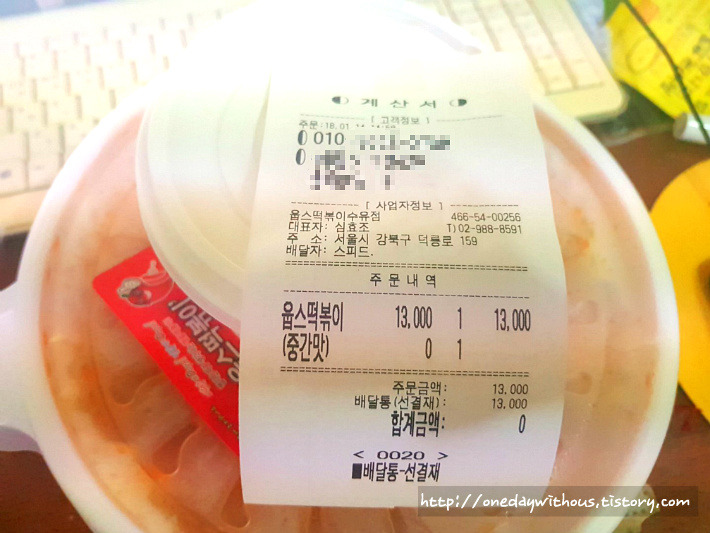 계 산 서
[ 고객정보 ]
주문:18.01
010
[ 사업자정보 ]
욥스떡볶이수유점 466-54-00256
대표자: 심효조 T)02-988-8591
주 소: 서울시 강북구 덕릉로 159
배달자: 스피드.
주 문 내 역
욥스떡볶이 13,000 1 13,000
(중간맛) 0 1
주문금액: 13,000
배달통(선결재): 13,000
합계금액: 0
< 0020 >
■배달통-선결재
http://onedaywithous.tistory.com